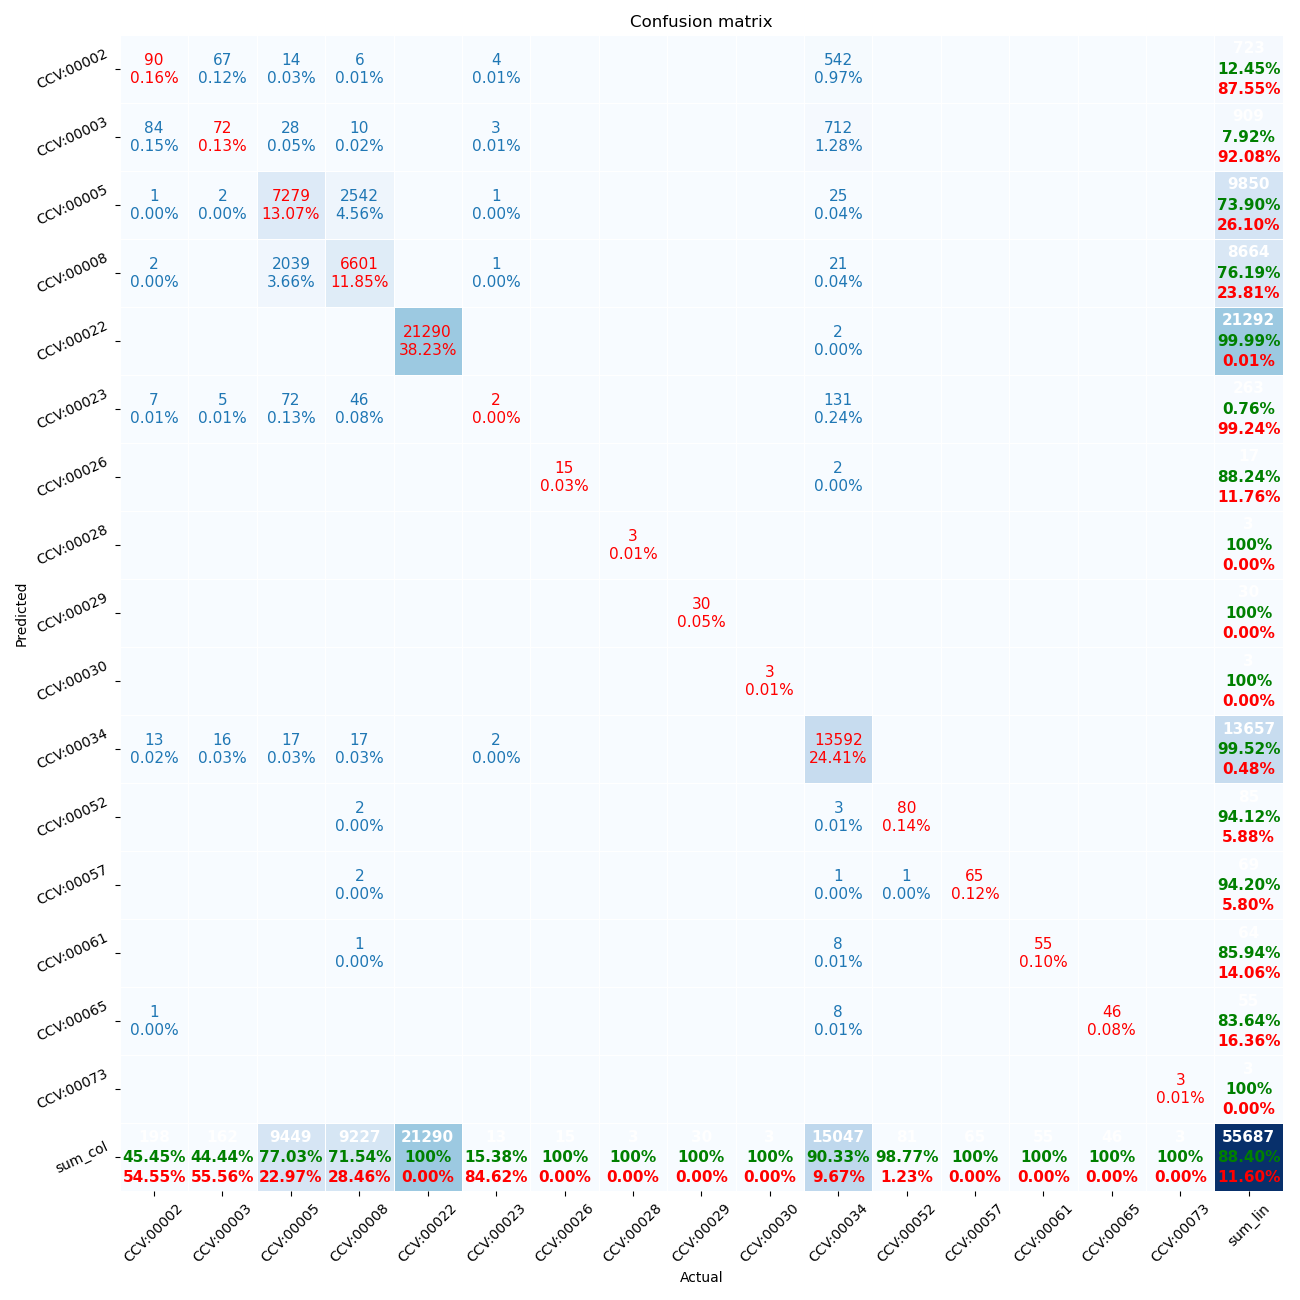 Confusion matrix
CCV:00002
90 67 14 6 4 542 723
0.16% 0.12% 0.03% 0.01% 0.01% 0.97% 12.45%
87.55%
CCV:00003
84 72 28 10 3 712 909
0.15% 0.13% 0.05% 0.02% 0.01% 1.28% 7.92%
92.08%
CCV:00005
1 2 7279 2542 1 25 9850
0.00% 0.00% 13.07% 4.56% 0.00% 0.04% 73.90%
26.10%
CCV:00008
2 2039 6601 1 21 8664
0.00% 3.66% 11.85% 0.00% 0.04% 76.19%
23.81%
CCV:00022
21290 2 21292
38.23% 0.00% 99.99%
0.01%
CCV:00023
7 5 72 46 2 131 263
0.01% 0.01% 0.13% 0.08% 0.00% 0.24% 0.76%
99.24%
CCV:00026
15 2 17
0.03% 0.00% 88.24%
11.76%
CCV:00028
3
0.01% 100%
0.00%
CCV:00029
30 30
0.05% 100%
0.00%
CCV:00030
3
0.01% 100%
0.00%
CCV:00034
13 16 17 17 2 13592 13657
0.02% 0.03% 0.03% 0.03% 0.00% 24.41% 99.52%
0.48%
CCV:00052
2 3 80
0.00% 0.01% 0.14% 94.12%
5.88%
CCV:00057
2 1 1 65
0.00% 0.00% 0.00% 0.12% 94.20%
5.80%
CCV:00061
1 8 55 64
0.00% 0.01% 0.10% 85.94%
14.06%
CCV:00065
1 8 46 55
0.00% 0.01% 0.08% 83.64%
16.36%
CCV:00073
3
0.01% 100%
0.00%
sum_col
198 162 9449 9227 21290 13 15 30 15047 81 46 55687
45.45% 44.44% 77.03% 71.54% 100% 15.38% 100% 100% 100% 100% 90.33% 98.77% 100% 100% 100% 100% 88.40%
54.55% 55.56% 22.97% 28.46% 0.00% 84.62% 0.00% 0.00% 0.00% 0.00% 9.67% 1.23% 0.00% 0.00% 0.00% 0.00% 11.60%
CCV:00002 CCV:00003 CCV:00005 CCV:00008 CCV:00022 CCV:00023 CCV:00026 CCV:00028 CCV:00029 CCV:00030 CCV:00034 CCV:00052 CCV:00057 CCV:00061 CCV:00065 CCV:00073 sum_lin
Predicted
Actual